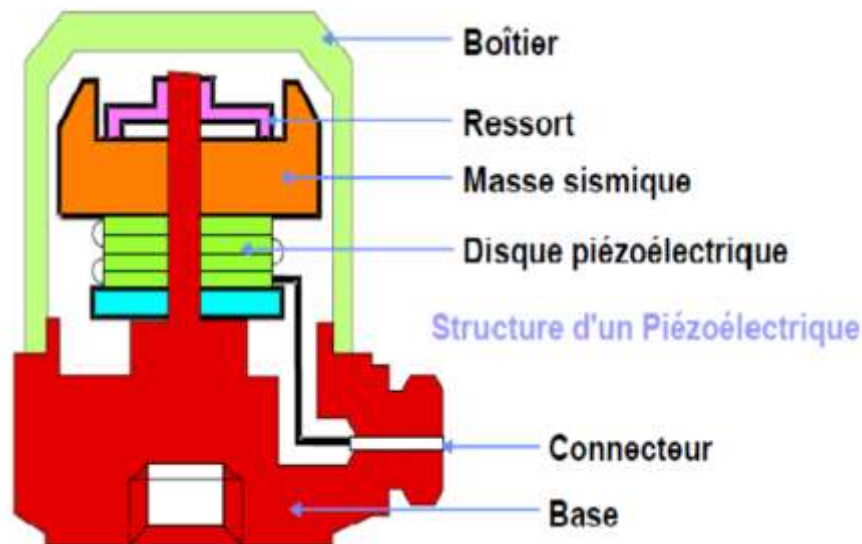 Boîtier
Ressort
Masse sismique
Disque piézoélectrique
Structure d'un Piézoélectrique
Connecteur
Base